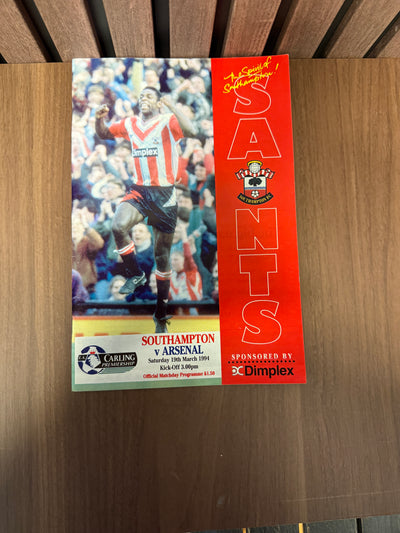 The Spirit of
Southampton!
SAINTS
SOUTHAMPTON F.C.
Dimplex
SOUTHAMPTON
v ARSENAL
Saturday 19th March 1994
Kick-Off 3.00pm
Official Matchday Programme £1.50
CARLING
PREMIERSHIP
SPONSORED BY
Dimplex